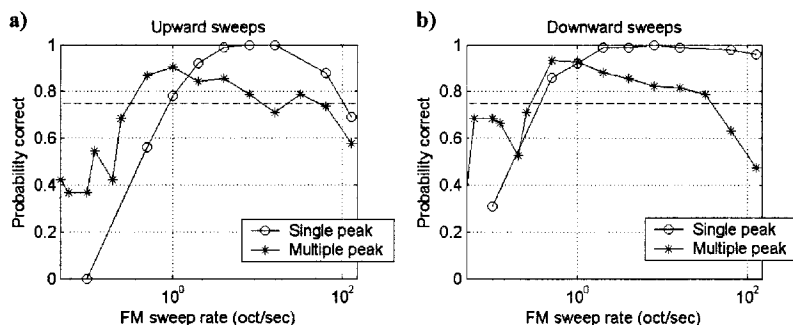 a)
Upward sweeps
1
0.8
0.6
0.4
0.2
0
Probability correct
Single peak
Multiple peak
10^0
10^2
FM sweep rate (oct/sec)
b)
Downward sweeps
1
0.8
0.6
0.4
0.2
0
Probability correct
Single peak
Multiple peak
10^0
10^2
FM sweep rate (oct/sec)